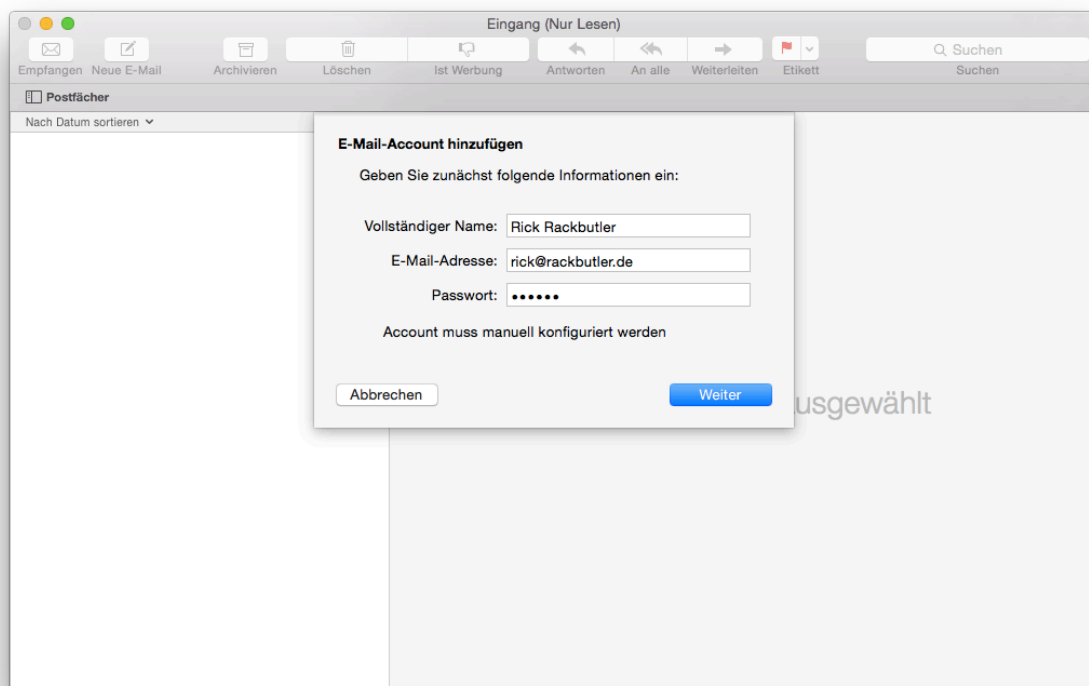 Eingang (Nur Lesen)
Suchen
Empfangen Neue E-Mail Archivieren Löschen Ist Werbung Antworten An alle Weiterleiten Etikett Suchen
Postfächer
Nach Datum sortieren
E-Mail-Account hinzufügen
Geben Sie zunächst folgende Informationen ein:
Vollständiger Name: Rick Rackbutler
E-Mail-Adresse: rick@rackbutler.de
Passwort: ••••••
Account muss manuell konfiguriert werden
Abbrechen Weiter
usgewählt